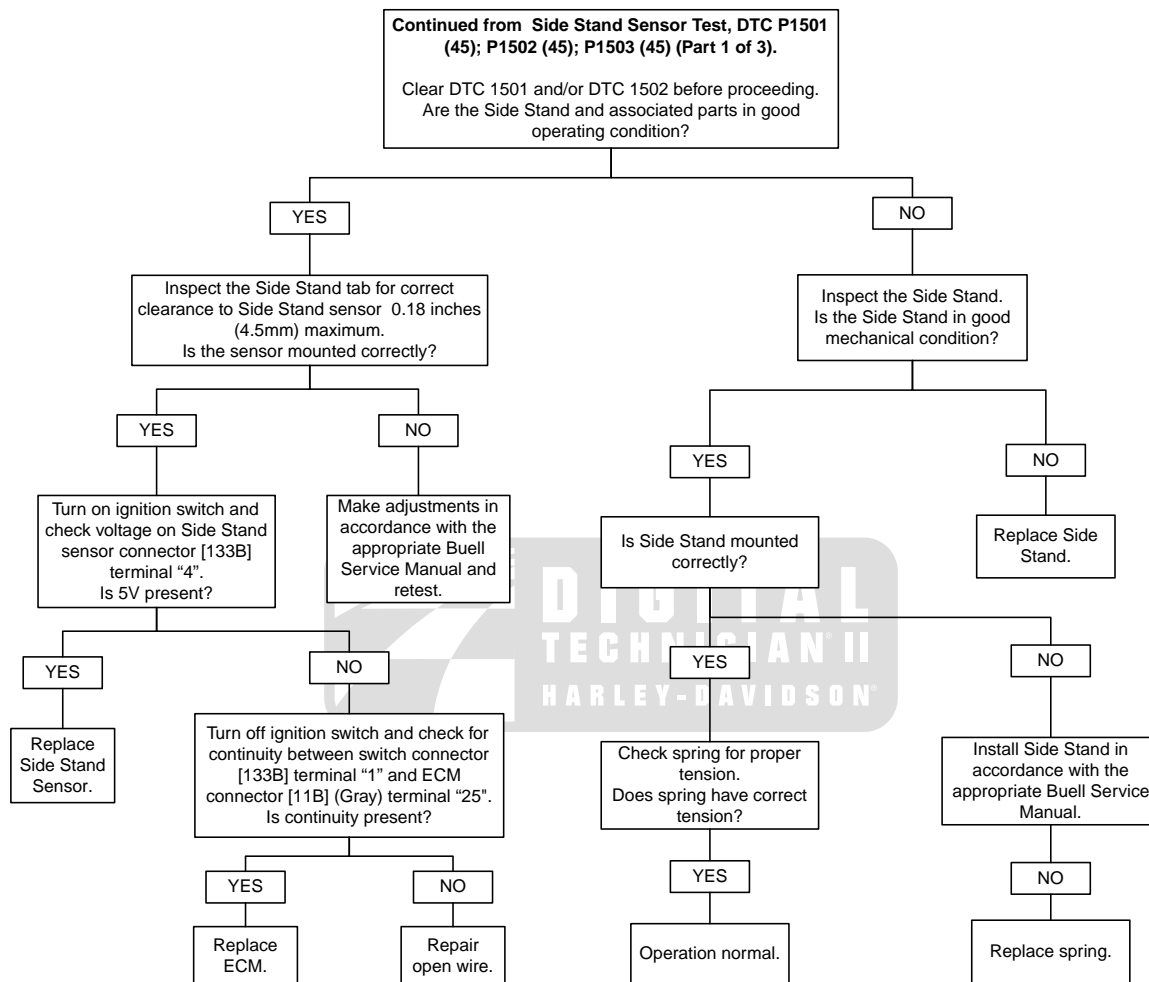 Continued from  Side Stand Sensor Test, DTC P1501
(45); P1502 (45); P1503 (45) (Part 1 of 3).
Clear DTC 1501 and/or DTC 1502 before proceeding.
Are the Side Stand and associated parts in good
operating condition?
YES
NO
Inspect the Side Stand tab for correct
clearance to Side Stand sensor  0.18 inches
(4.5mm) maximum.
Is the sensor mounted correctly?
Inspect the Side Stand.
Is the Side Stand in good
mechanical condition?
YES
NO
YES
NO
Turn on ignition switch and
check voltage on Side Stand
sensor connector [133B]
terminal “4”.
Is 5V present?
Make adjustments in
accordance with the
appropriate Buell
Service Manual and
retest.
Is Side Stand mounted
correctly?
Replace Side
Stand.
DIGITAL
TECHNICIAN® II
HARLEY-DAVIDSON®
YES
NO
YES
NO
Replace
Side Stand
Sensor.
Turn off ignition switch and check for
continuity between switch connector
[133B] terminal “1” and ECM
connector [11B] (Gray) terminal “25".
Is continuity present?
Check spring for proper
tension.
Does spring have correct
tension?
Install Side Stand in
accordance with the
appropriate Buell Service
Manual.
YES
NO
YES
NO
Replace
ECM.
Repair
open wire.
Operation normal.
Replace spring.